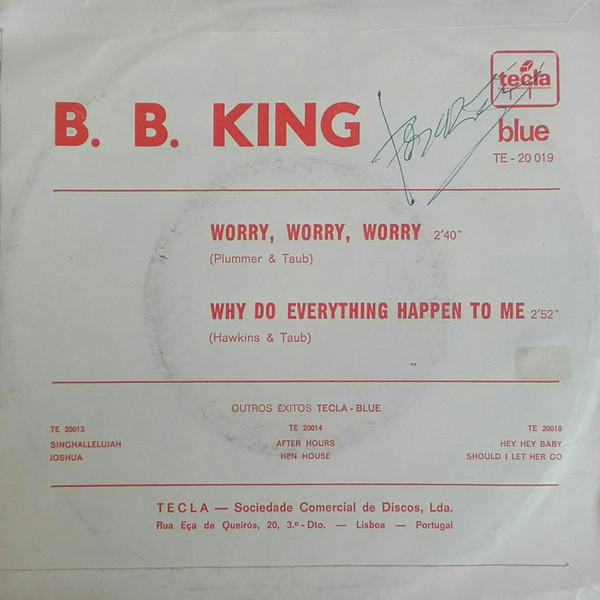 tecla
B. B. KING
blue
TE - 20 019
WORRY, WORRY, WORRY 2'40"
(Plummer & Taub)
WHY DO EVERYTHING HAPPEN TO ME 2'52"
(Hawkins & Taub)
OUTROS ÊXITOS TECLA - BLUE
TE 20013
SINGHALLELUJAH
JOSHUA
TE 20014
AFTER HOURS
HEN HOUSE
TE 20018
HEY HEY BABY
SHOULD I LET HER GO
TECLA — Sociedade Comercial de Discos, Lda.
Rua Eça de Queirós, 20, 3.º - Dto. — Lisboa — Portugal